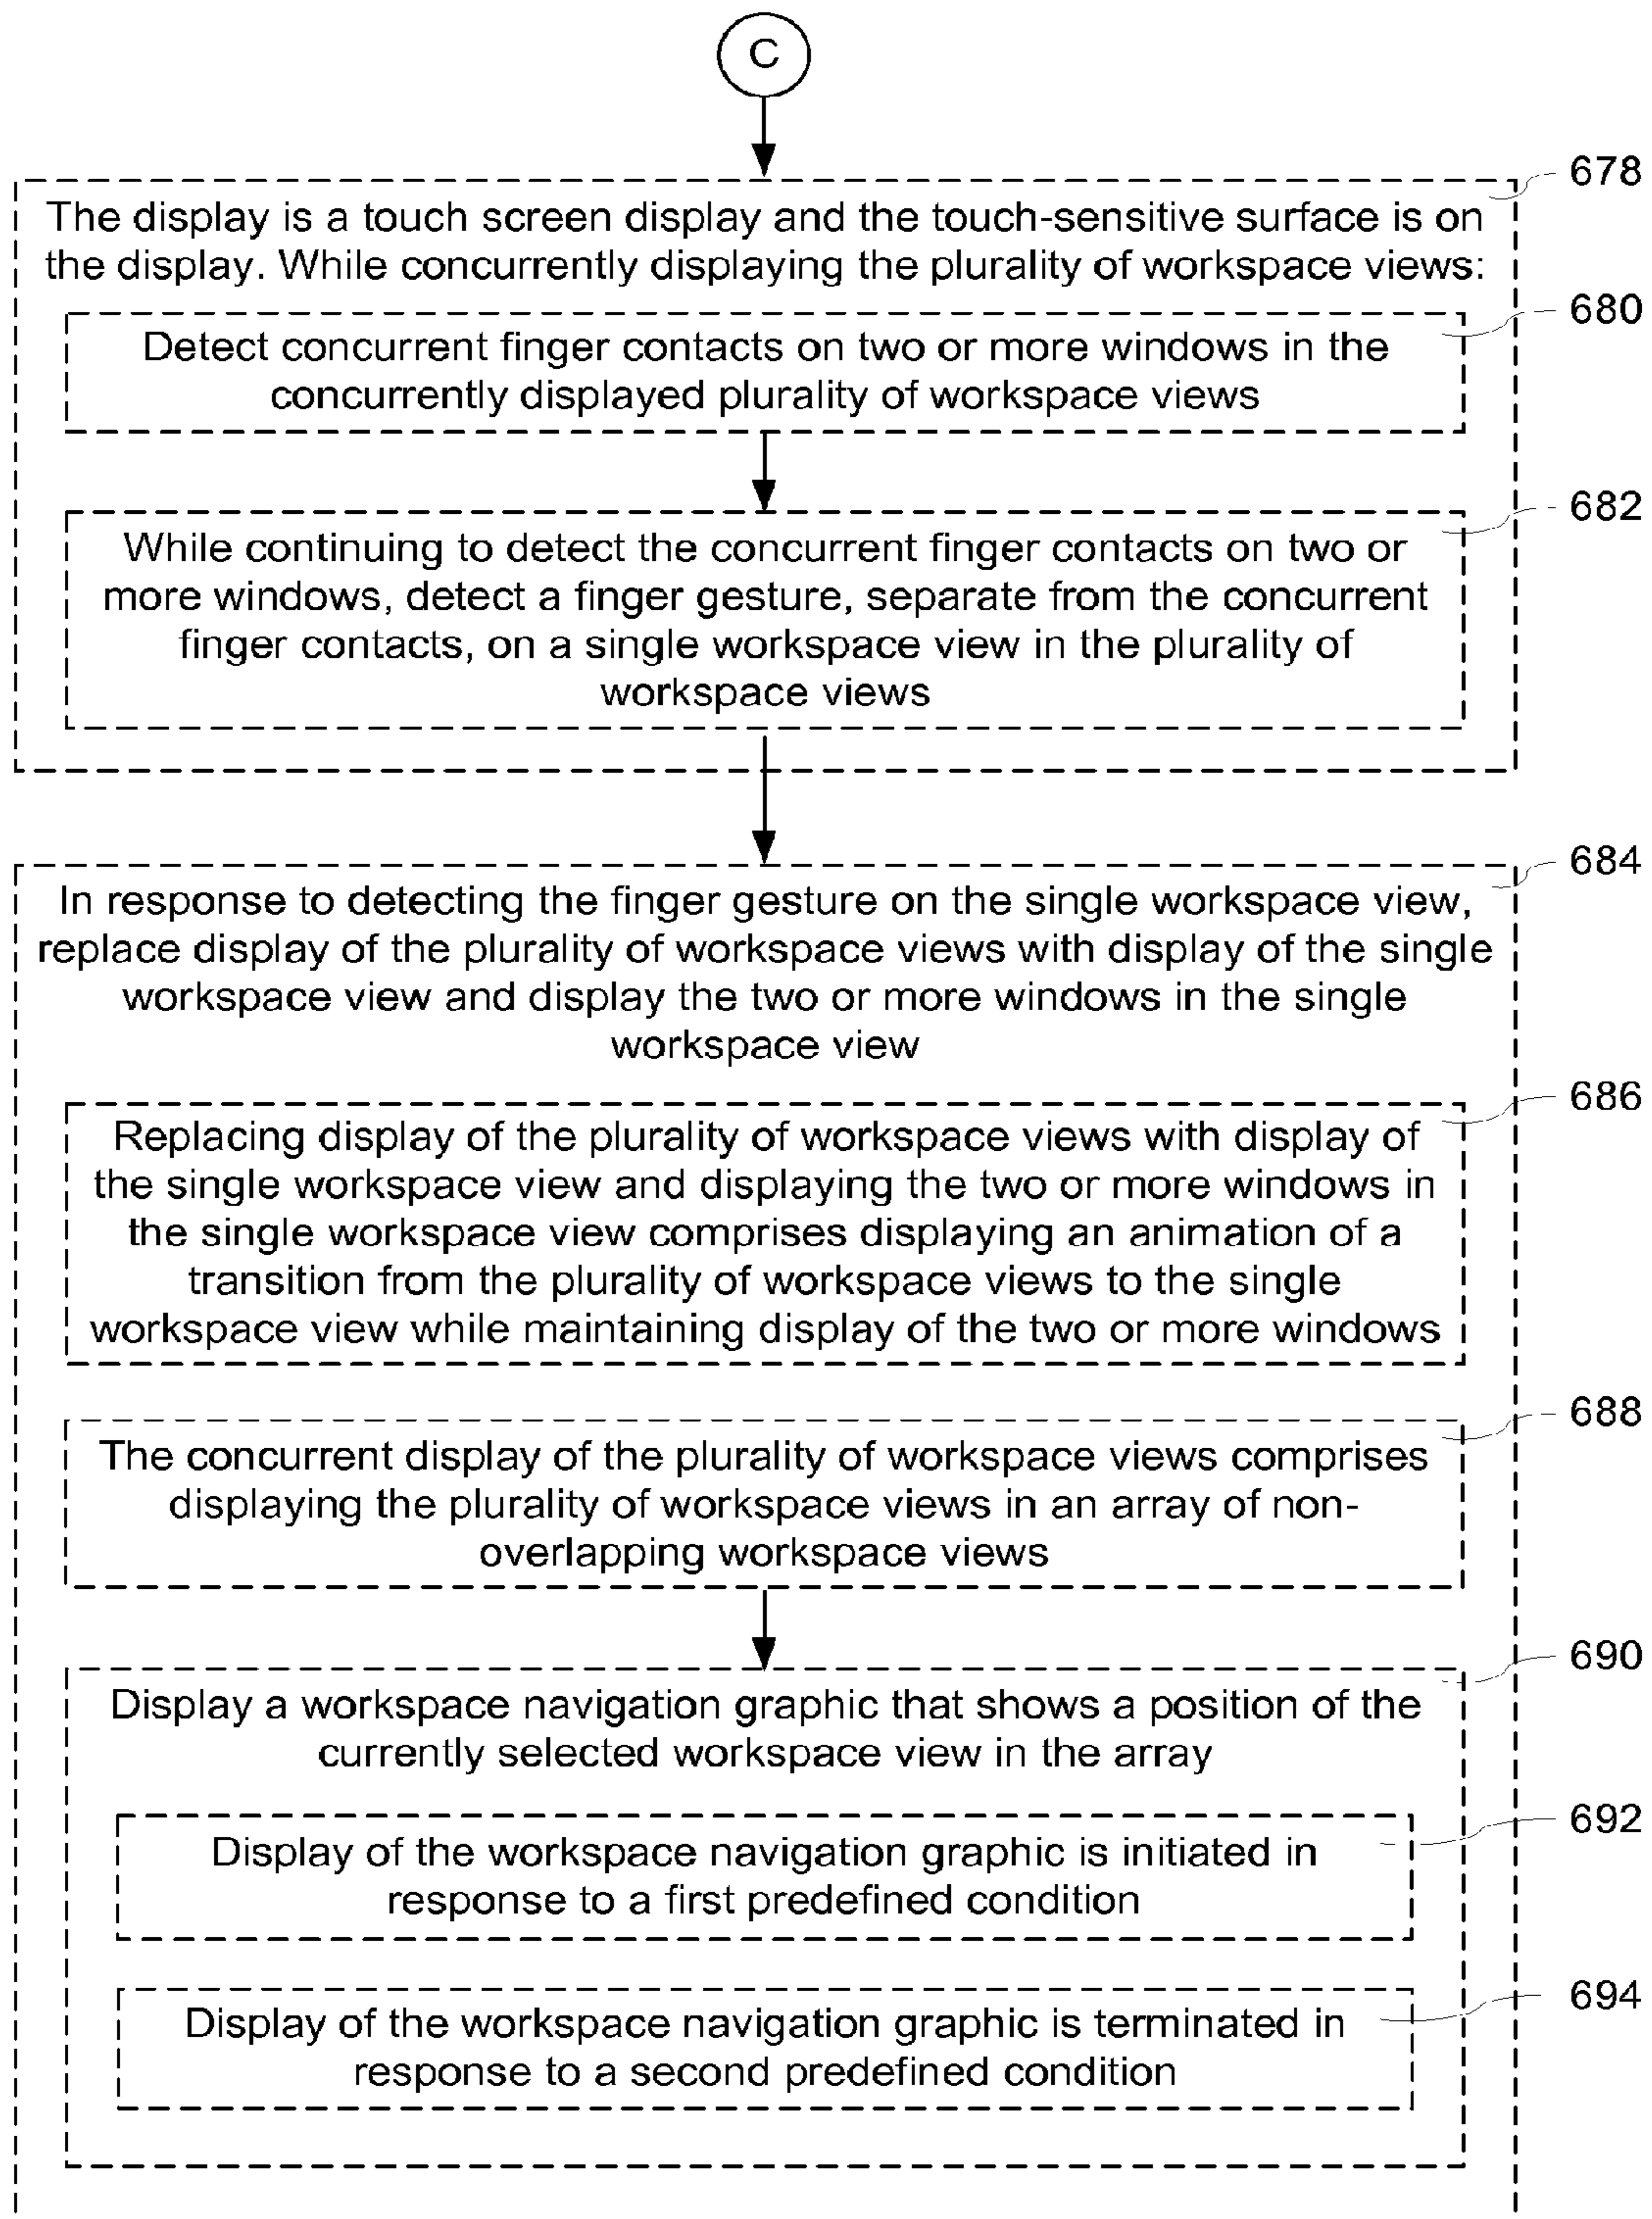 C
678
The display is a touch screen display and the touch-sensitive surface is on
the display. While concurrently displaying the plurality of workspace views:
680
Detect concurrent finger contacts on two or more windows in the
concurrently displayed plurality of workspace views
682
While continuing to detect the concurrent finger contacts on two or
more windows, detect a finger gesture, separate from the concurrent
finger contacts, on a single workspace view in the plurality of
workspace views
684
In response to detecting the finger gesture on the single workspace view,
replace display of the plurality of workspace views with display of the single
workspace view and display the two or more windows in the single
workspace view
686
Replacing display of the plurality of workspace views with display of
the single workspace view and displaying the two or more windows in
the single workspace view comprises displaying an animation of a
transition from the plurality of workspace views to the single
workspace view while maintaining display of the two or more windows
688
The concurrent display of the plurality of workspace views comprises
displaying the plurality of workspace views in an array of non-
overlapping workspace views
690
Display a workspace navigation graphic that shows a position of the
currently selected workspace view in the array
692
Display of the workspace navigation graphic is initiated in
response to a first predefined condition
694
Display of the workspace navigation graphic is terminated in
response to a second predefined condition